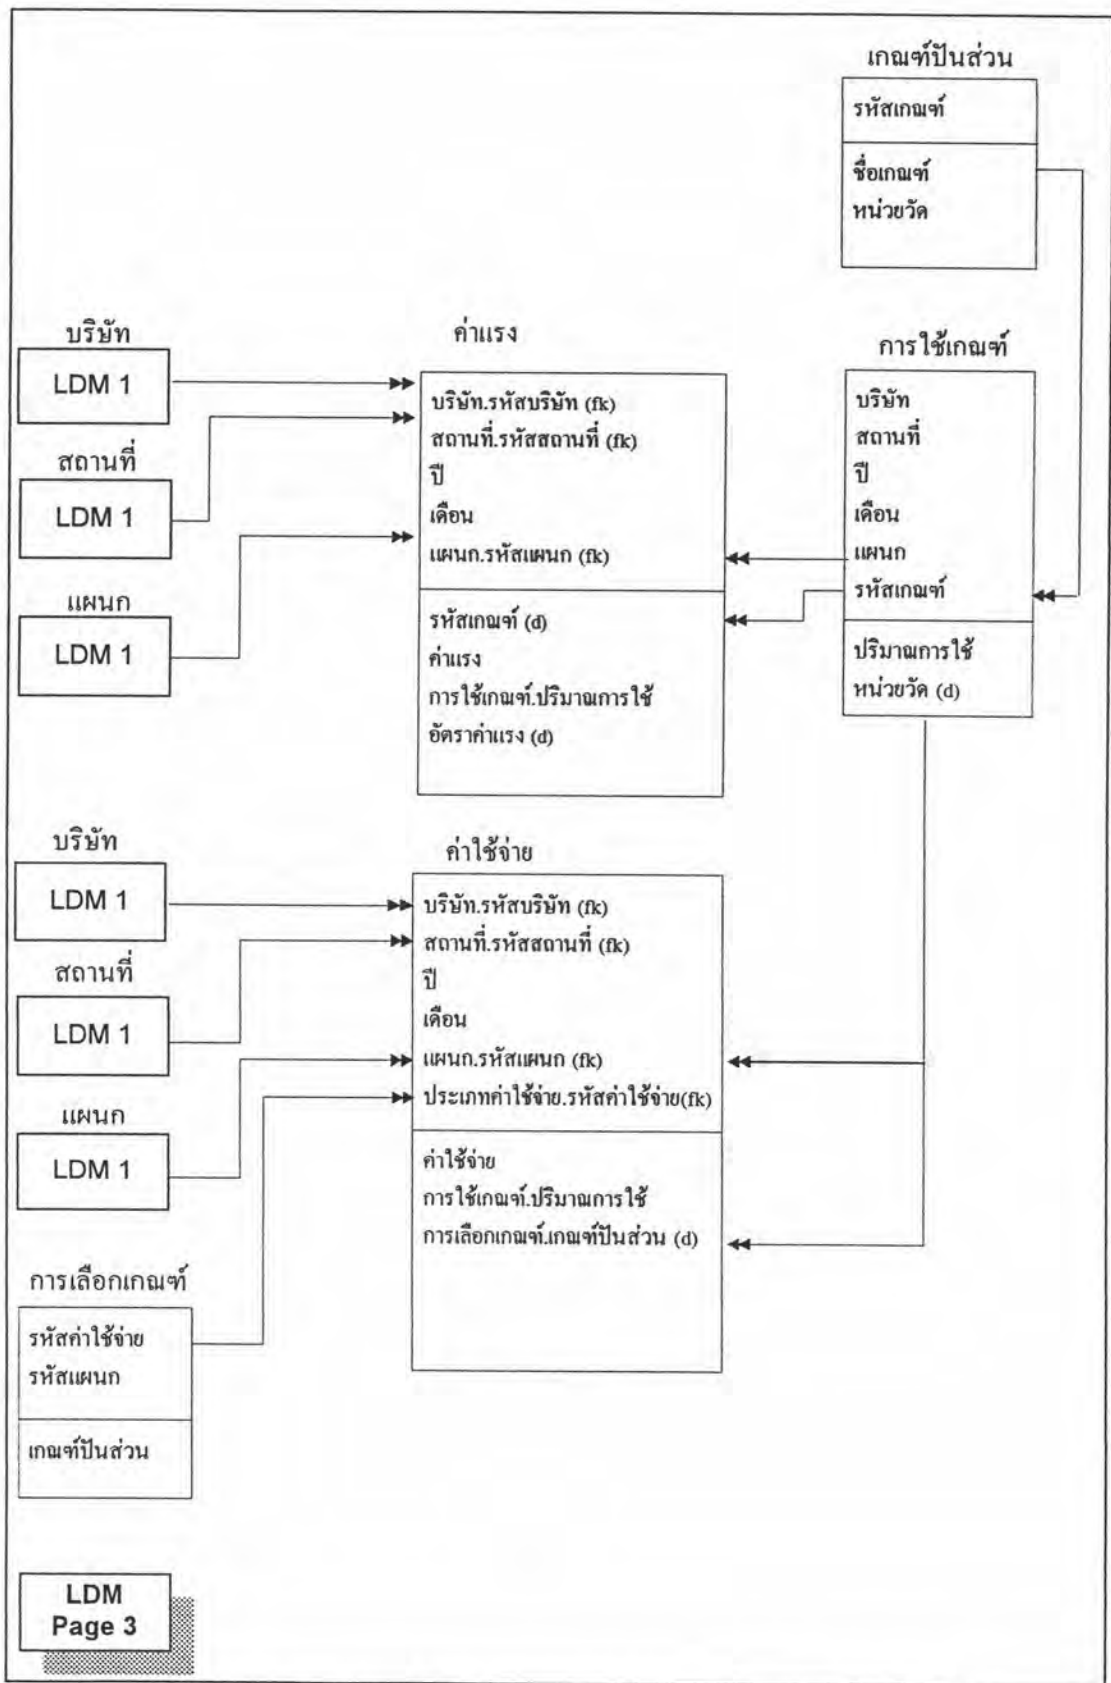 เกณฑ์ปันส่วน
รหัสเกณฑ์
ชื่อเกณฑ์
หน่วยวัด
บริษัท
LDM 1
สถานที่
LDM 1
แผนก
LDM 1
ค่าแรง
บริษัท.รหัสบริษัท (fk)
สถานที่.รหัสสถานที่ (fk)
ปี
เดือน
แผนก.รหัสแผนก (fk)
รหัสเกณฑ์ (d)
ค่าแรง
การใช้เกณฑ์.ปริมาณการใช้
อัตราค่าแรง (d)
การใช้เกณฑ์
บริษัท
สถานที่
ปี
เดือน
แผนก
รหัสเกณฑ์
ปริมาณการใช้
หน่วยวัด (d)
บริษัท
LDM 1
สถานที่
LDM 1
แผนก
LDM 1
การเลือกเกณฑ์
รหัสค่าใช้จ่าย
รหัสแผนก
เกณฑ์ปันส่วน
ค่าใช้จ่าย
บริษัท.รหัสบริษัท (fk)
สถานที่.รหัสสถานที่ (fk)
ปี
เดือน
แผนก.รหัสแผนก (fk)
ประเภทค่าใช้จ่าย.รหัสค่าใช้จ่าย(fk)
ค่าใช้จ่าย
การใช้เกณฑ์.ปริมาณการใช้
การเลือกเกณฑ์.เกณฑ์ปันส่วน (d)
LDM
Page 3